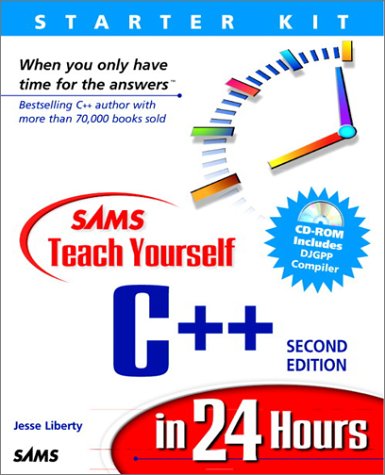 STARTER KIT
When you only have
time for the answers™
Bestselling C++ author with
more than 70,000 books sold
SAMS
Teach Yourself
C++
SECOND
EDITION
CD-ROM
Includes
DJGPP
Compiler
Jesse Liberty
in 24 Hours
SAMS